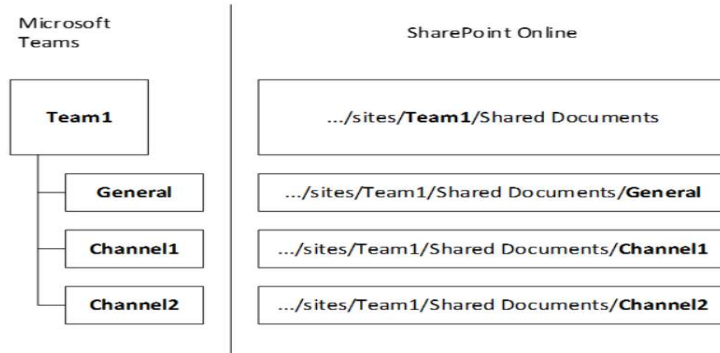 Microsoft
Teams
SharePoint Online
Team1
.../sites/Team1/Shared Documents
General
.../sites/Team1/Shared Documents/General
Channel1
.../sites/Team1/Shared Documents/Channel1
Channel2
.../sites/Team1/Shared Documents/Channel2